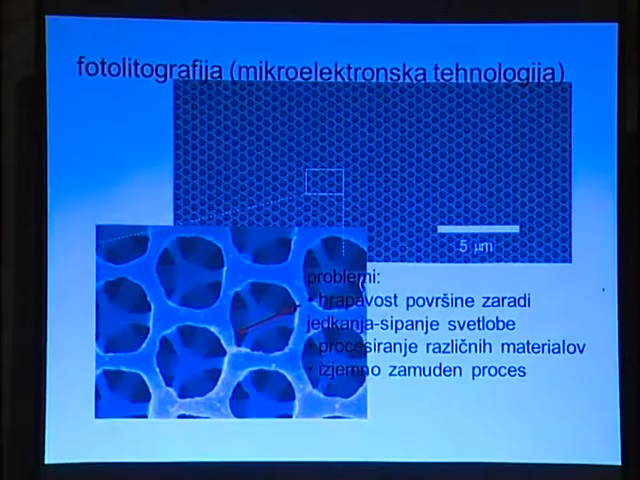 fotolitografija (mikroelektronska tehnologija)
5 μm
problemi:
• hrapavost površine zaradi
jedkanja-sipanje svetlobe
• procesiranje različnih materialov
• izjemno zamuden proces